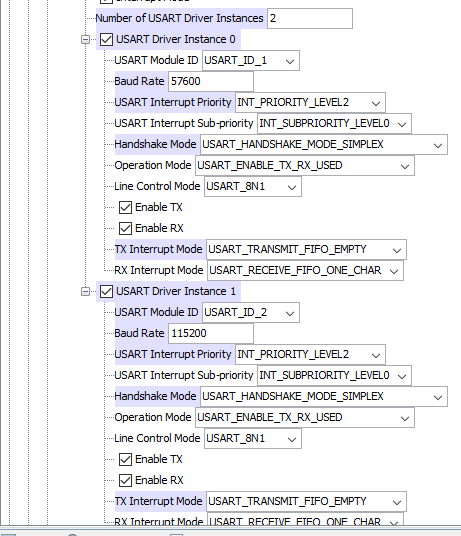 Number of USART Driver Instances 2
USART Driver Instance 0
USART Module ID USART_ID_1
Baud Rate 57600
USART Interrupt Priority INT_PRIORITY_LEVEL2
USART Interrupt Sub-priority INT_SUBPRIORITY_LEVEL0
Handshake Mode USART_HANDSHAKE_MODE_SIMPLEX
Operation Mode USART_ENABLE_TX_RX_USED
Line Control Mode USART_8N1
Enable TX
Enable RX
TX Interrupt Mode USART_TRANSMIT_FIFO_EMPTY
RX Interrupt Mode USART_RECEIVE_FIFO_ONE_CHAR
USART Driver Instance 1
USART Module ID USART_ID_2
Baud Rate 115200
USART Interrupt Priority INT_PRIORITY_LEVEL2
USART Interrupt Sub-priority INT_SUBPRIORITY_LEVEL0
Handshake Mode USART_HANDSHAKE_MODE_SIMPLEX
Operation Mode USART_ENABLE_TX_RX_USED
Line Control Mode USART_8N1
Enable TX
Enable RX
TX Interrupt Mode USART_TRANSMIT_FIFO_EMPTY
RX Interrupt Mode USART_RECEIVE_FIFO_ONE_CHAR